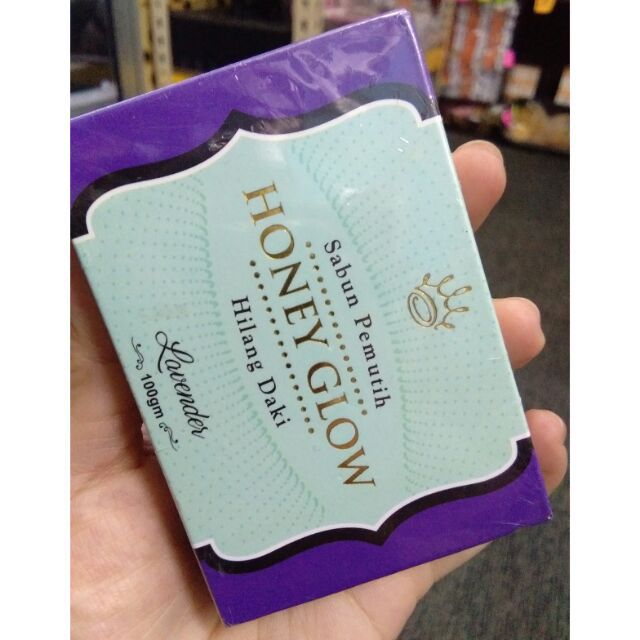 Sabun Pemutih
HONEY GLOW
Hilang Daki
Lavender
100gm